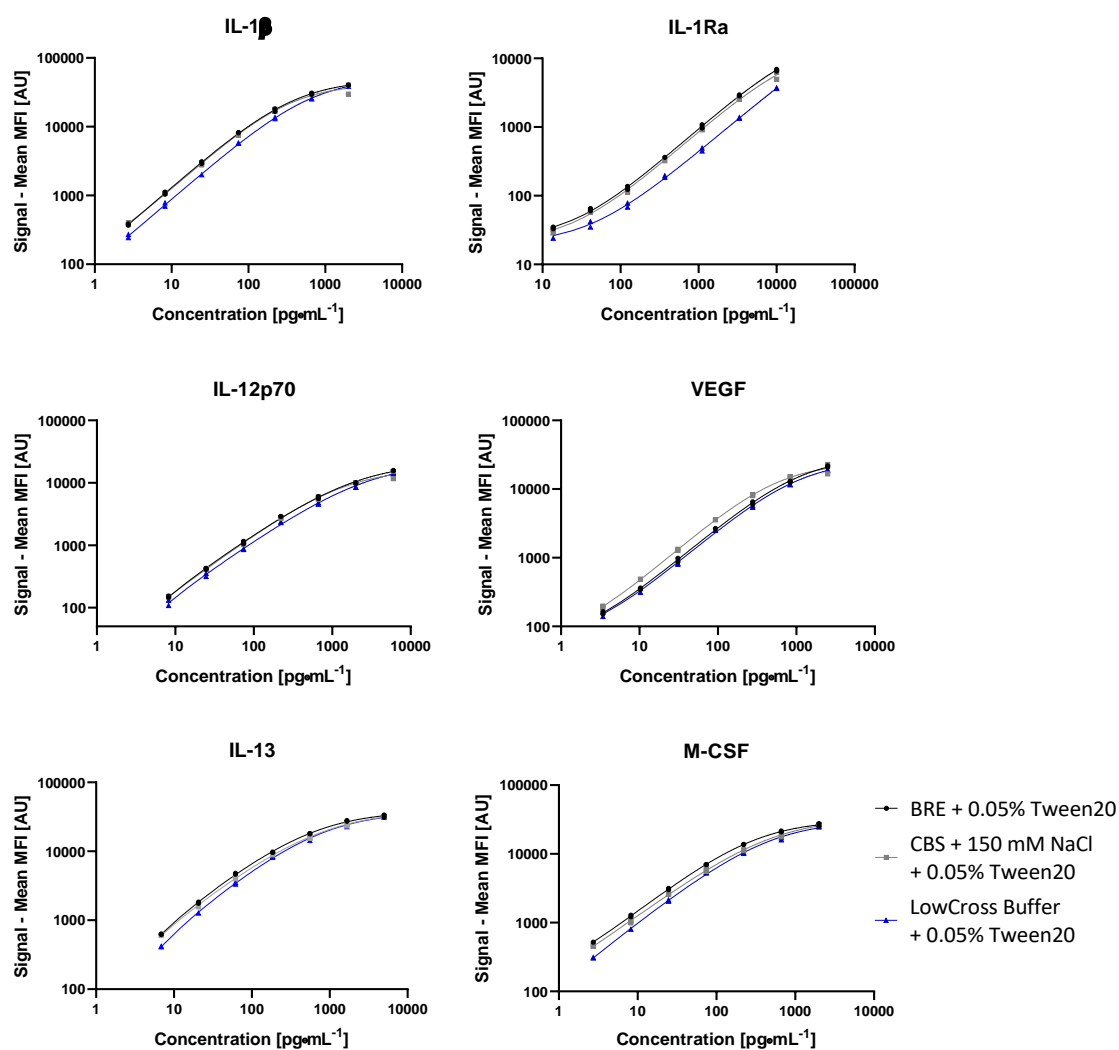 IL-1β
Signal - Mean MFI [AU]
100000
10000
1000
100
1 10 100 1000 10000
Concentration [pg•mL⁻¹]
IL-1Ra
Signal - Mean MFI [AU]
10000
1000
100
10
10 100 1000 10000 100000
Concentration [pg•mL⁻¹]
IL-12p70
Signal - Mean MFI [AU]
100000
10000
1000
100
1 10 100 1000 10000
Concentration [pg•mL⁻¹]
VEGF
Signal - Mean MFI [AU]
100000
10000
1000
100
1 10 100 1000 10000
Concentration [pg•mL⁻¹]
IL-13
Signal - Mean MFI [AU]
100000
10000
1000
100
1 10 100 1000 10000
Concentration [pg•mL⁻¹]
M-CSF
Signal - Mean MFI [AU]
100000
10000
1000
100
1 10 100 1000 10000
Concentration [pg•mL⁻¹]
BRE + 0.05% Tween20
CBS + 150 mM NaCl
+ 0.05% Tween20
LowCross Buffer
+ 0.05% Tween20